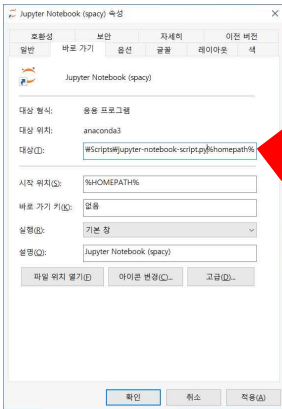 Jupyter Notebook (spacy) 속성
호환성 보안 자세히 이전 버전
일반 바로 가기 옵션 글꼴 레이아웃 색
Jupyter Notebook (spacy)
대상 형식: 응용 프로그램
대상 위치: anaconda3
대상(T): ₩Scripts₩jupyter-notebook-script.py%homepath%
시작 위치(S): %HOMEPATH%
바로 가기 키(K): 없음
실행(R): 기본 창
설명(O): Jupyter Notebook (spacy)
파일 위치 열기(F) 아이콘 변경(C)... 고급(D)...
확인 취소 적용(A)